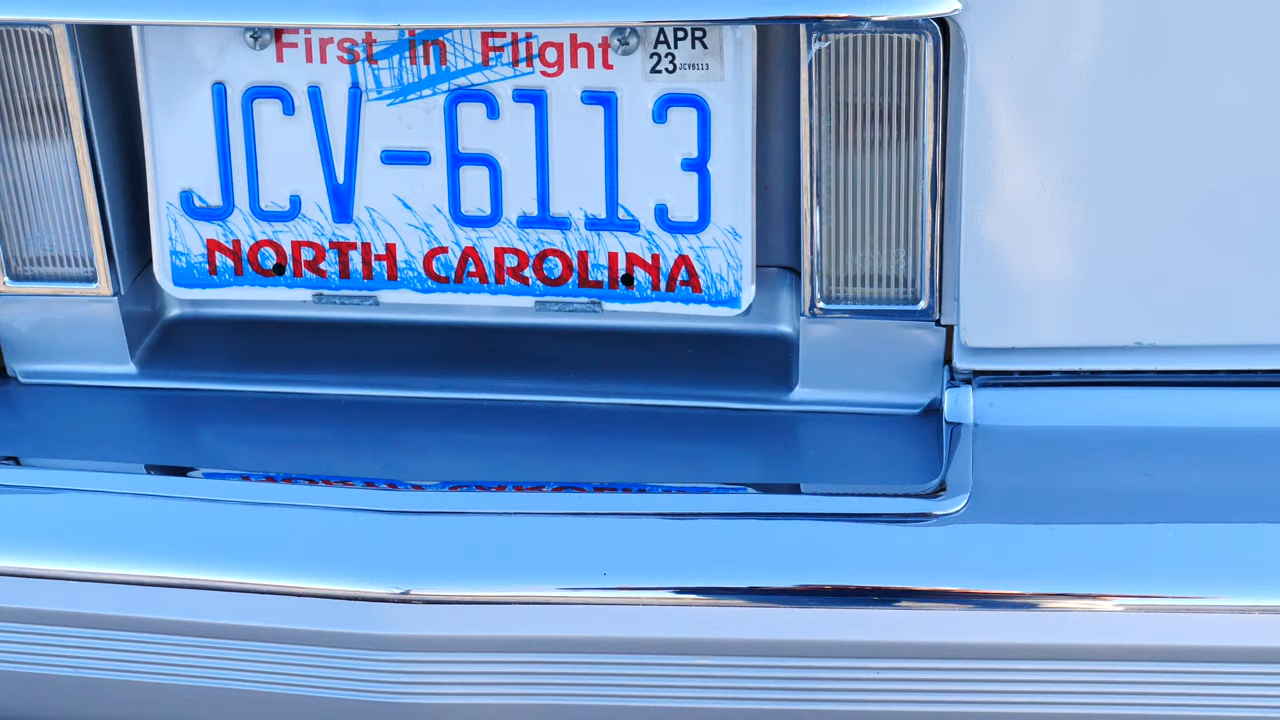 First in Flight
APR
23 JCV6113
JCV-6113
NORTH CAROLINA